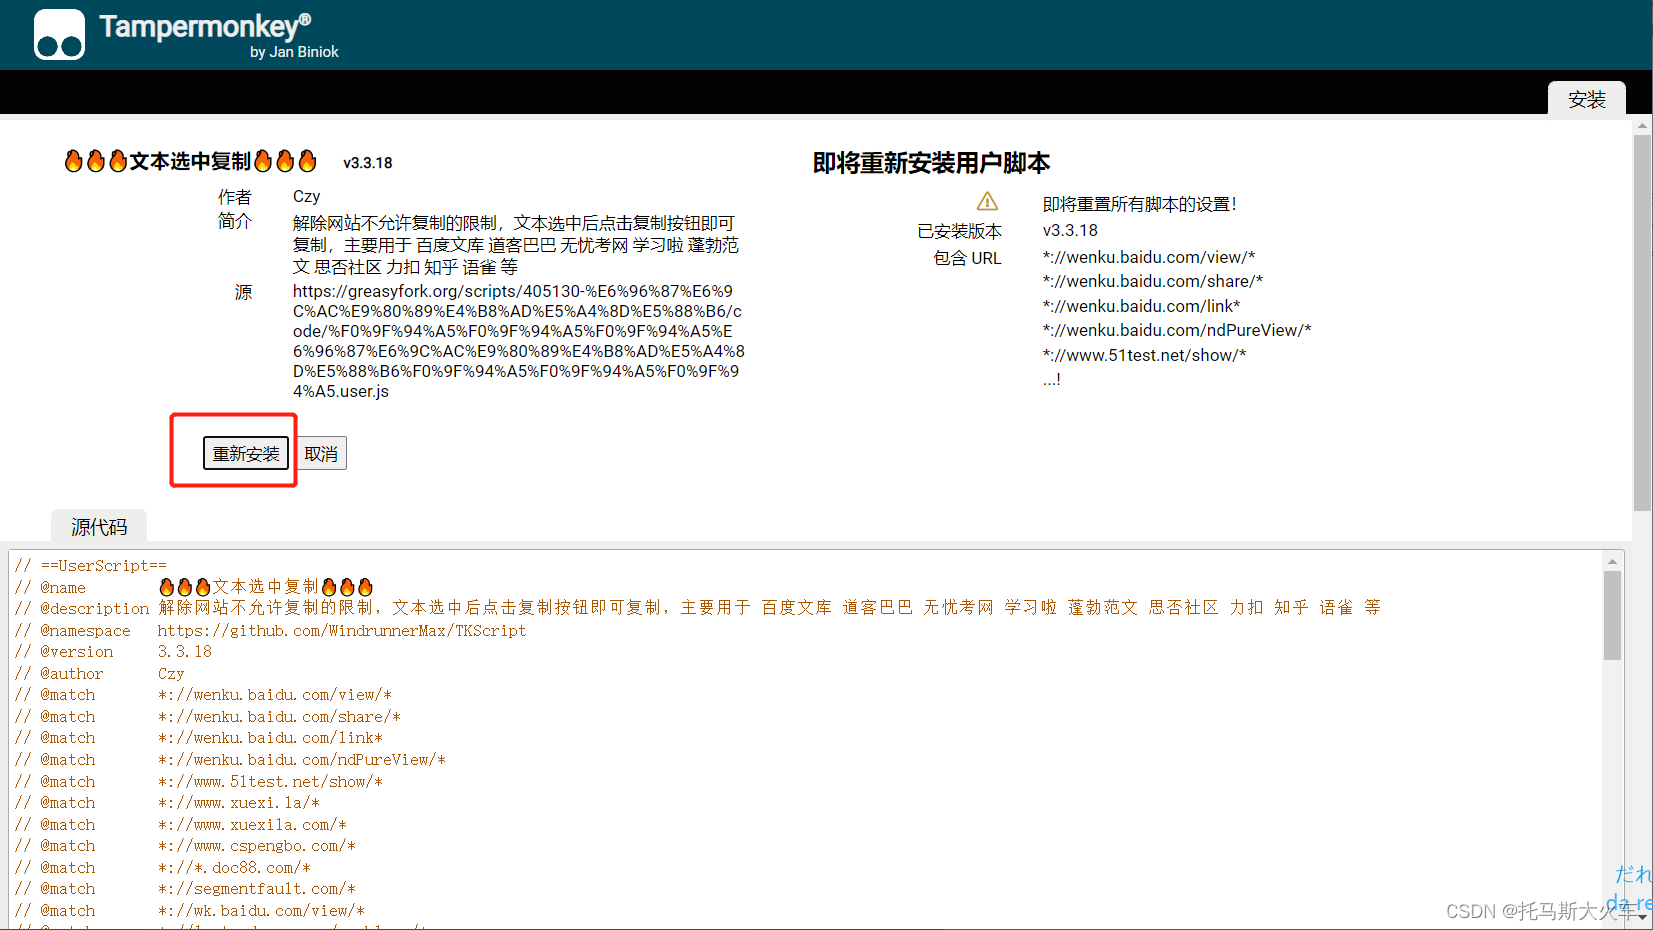 Tampermonkey®
by Jan Biniok
安装
🔥🔥🔥文本选中复制🔥🔥🔥 v3.3.18
作者 Czy
简介 解除网站不允许复制的限制，文本选中后点击复制按钮即可
复制，主要用于 百度文库 道客巴巴 无忧考网 学习啦 蓬勃范
文 思否社区 力扣 知乎 语雀 等
源 https://greasyfork.org/scripts/405130-%E6%96%87%E6%9
C%AC%E9%80%89%E4%B8%AD%E5%A4%8D%E5%88%B6/c
ode/%F0%9F%94%A5%F0%9F%94%A5%F0%9F%94%A5%E
6%96%87%E6%9C%AC%E9%80%89%E4%B8%AD%E5%A4%8
D%E5%88%B6%F0%9F%94%A5%F0%9F%94%A5%F0%9F%9
4%A5.user.js
重新安装 取消
即将重新安装用户脚本
即将重置所有脚本的设置！
已安装版本 v3.3.18
包含 URL *://wenku.baidu.com/view/*
*://wenku.baidu.com/share/*
*://wenku.baidu.com/link*
*://wenku.baidu.com/ndPureView/*
*://www.51test.net/show/*
...!
源代码
// ==UserScript==
// @name 🔥🔥🔥文本选中复制🔥🔥🔥
// @description 解除网站不允许复制的限制，文本选中后点击复制按钮即可复制，主要用于 百度文库 道客巴巴 无忧考网 学习啦 蓬勃范文 思否社区 力扣 知乎 语雀 等
// @namespace https://github.com/WindrunnerMax/TKScript
// @version 3.3.18
// @author Czy
// @match *://wenku.baidu.com/view/*
// @match *://wenku.baidu.com/share/*
// @match *://wenku.baidu.com/link*
// @match *://wenku.baidu.com/ndPureView/*
// @match *://www.51test.net/show/*
// @match *://www.xuexi.la/*
// @match *://www.xuexila.com/*
// @match *://www.cspengbo.com/*
// @match *://*.doc88.com/*
// @match *://segmentfault.com/*
// @match *://wk.baidu.com/view/*
だれ
da re
CSDN @托马斯大火车